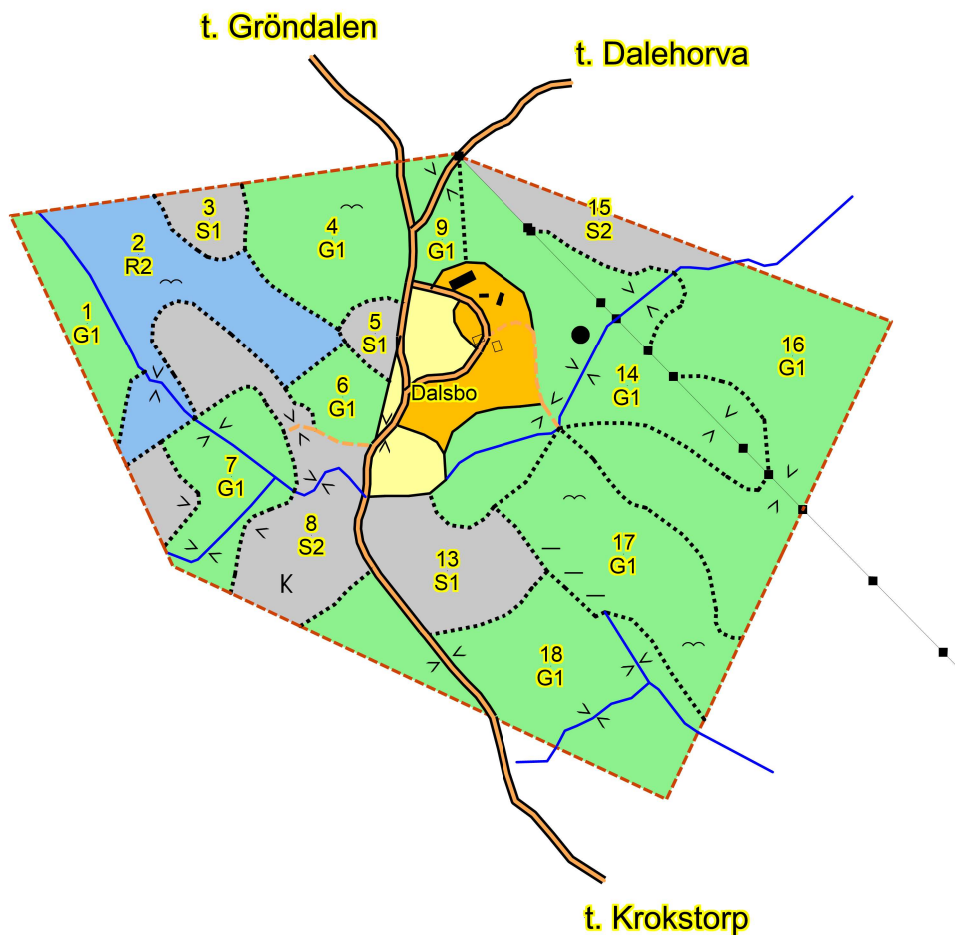 t. Gröndalen
t. Dalehorva
3
S1
15
S2
4
G1
9
G1
2
R2
1
G1
5
S1
16
G1
6
G1
14
G1
Dalsbo
7
G1
8
S2
13
S1
17
G1
K
18
G1
t. Krokstorp